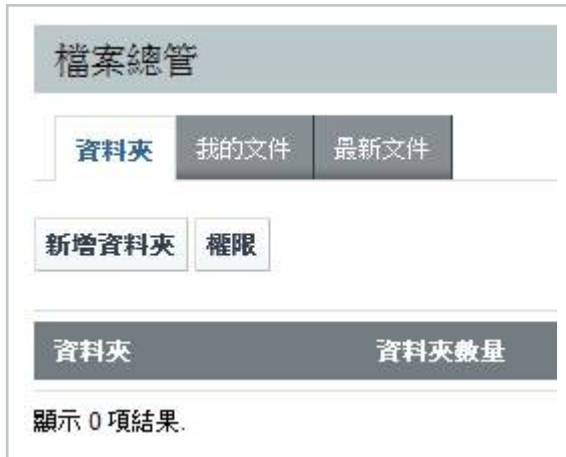 檔案總管
資料夾 我的文件 最新文件
新增資料夾 權限
資料夾 資料夾數量
顯示 0 項結果.